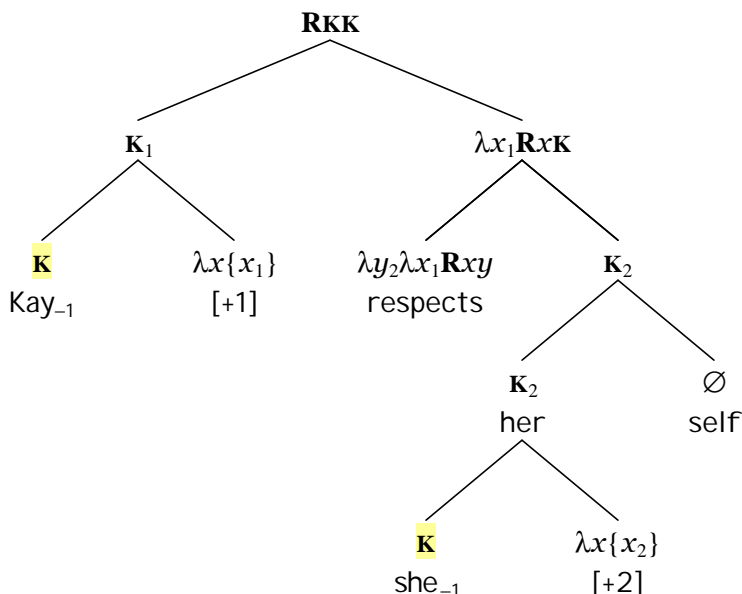 RKK
K₁ λx₁RxK
K λx{x₁} λy₂λx₁Rxy K₂
Kay₋₁ [+1] respects
K₂ ∅
her self
K λx{x₂}
she₋₁ [+2]